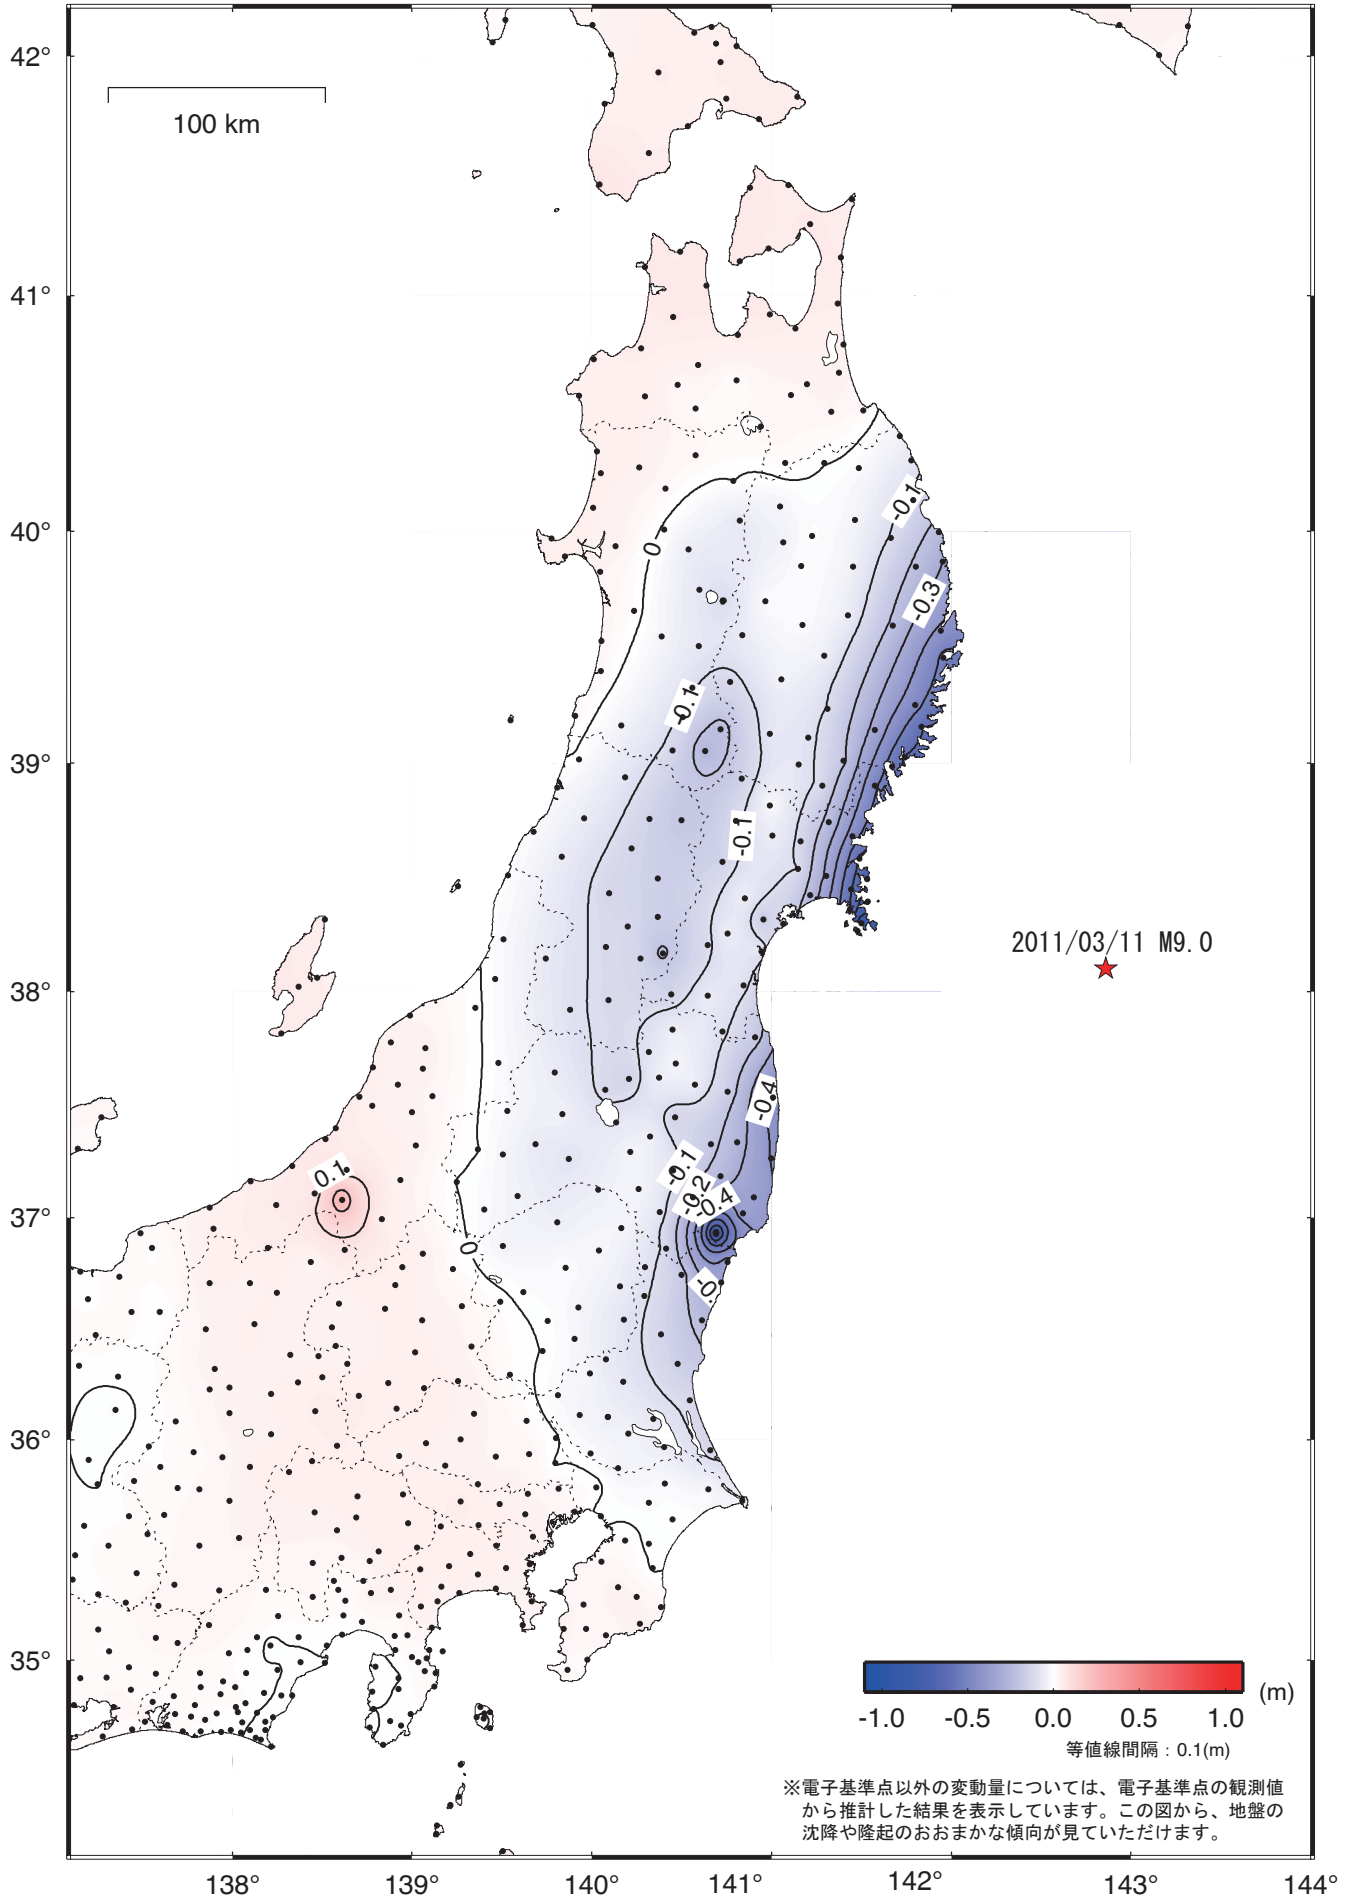 42°
100 km
41°
-0.1
40°
0
-0.3
-0.1
39°
-0.1
2011/03/11 M9.0
38°
-0.4
-0.1
0.1
-0.2
-0.4
37°
0
-0.
36°
35°
(m)
-1.0 -0.5 0.0 0.5 1.0
等値線間隔：0.1(m)
※電子基準点以外の変動量については、電子基準点の観測値
から推計した結果を表示しています。この図から、地盤の
沈降や隆起のおおまかな傾向が見ていただけます。
138° 139° 140° 141° 142° 143° 144°